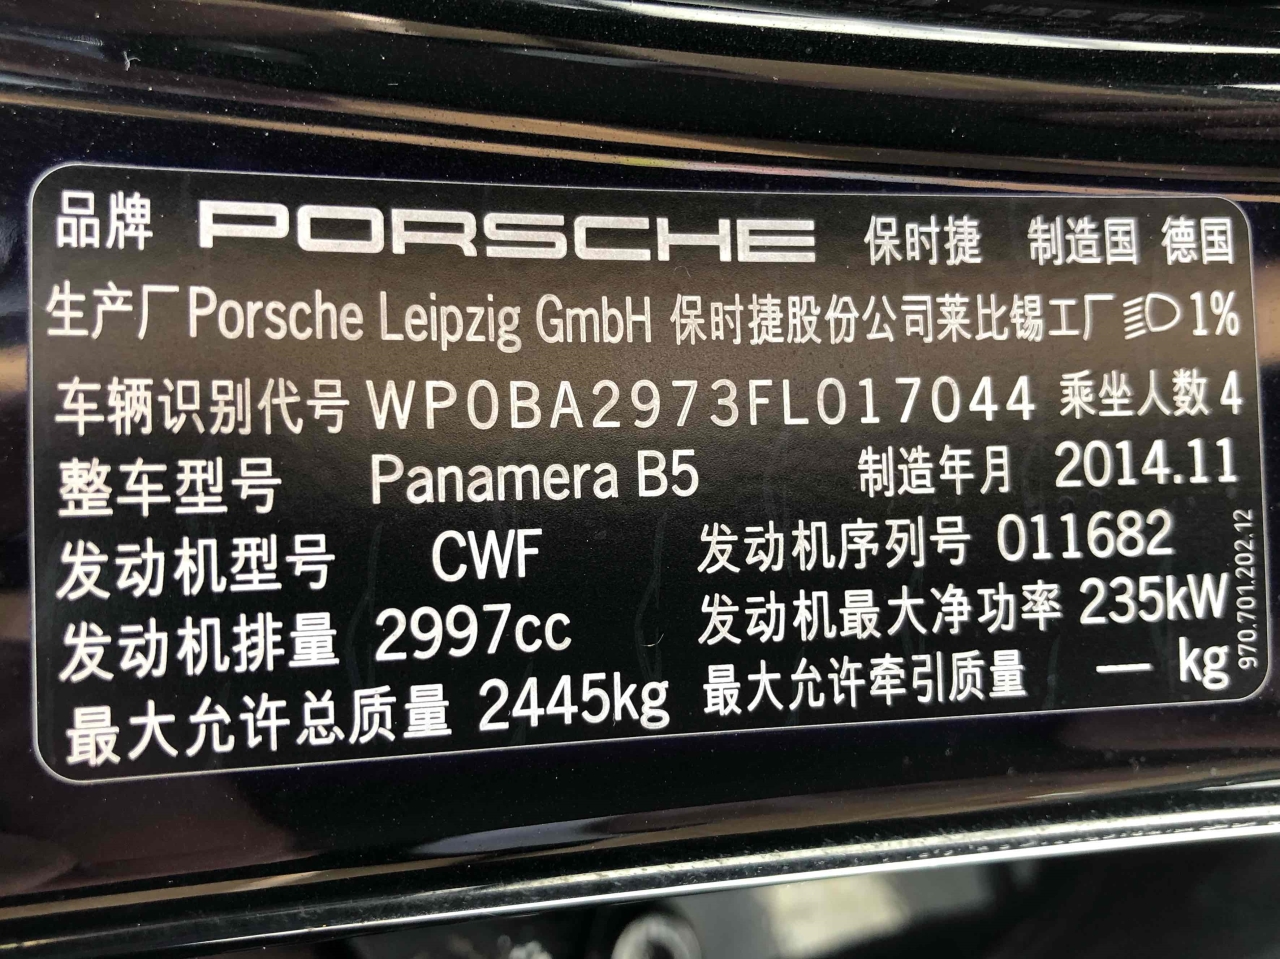 品牌 PORSCHE 保时捷 制造国 德国
生产厂 Porsche Leipzig GmbH 保时捷股份公司莱比锡工厂 1%
车辆识别代号 WP0BA2973FL017044 乘坐人数 4
整车型号 Panamera B5 制造年月 2014.11
发动机型号 CWF 发动机序列号 011682
发动机排量 2997cc 发动机最大净功率 235kW
最大允许总质量 2445kg 最大允许牵引质量 — kg
970.701.202.12